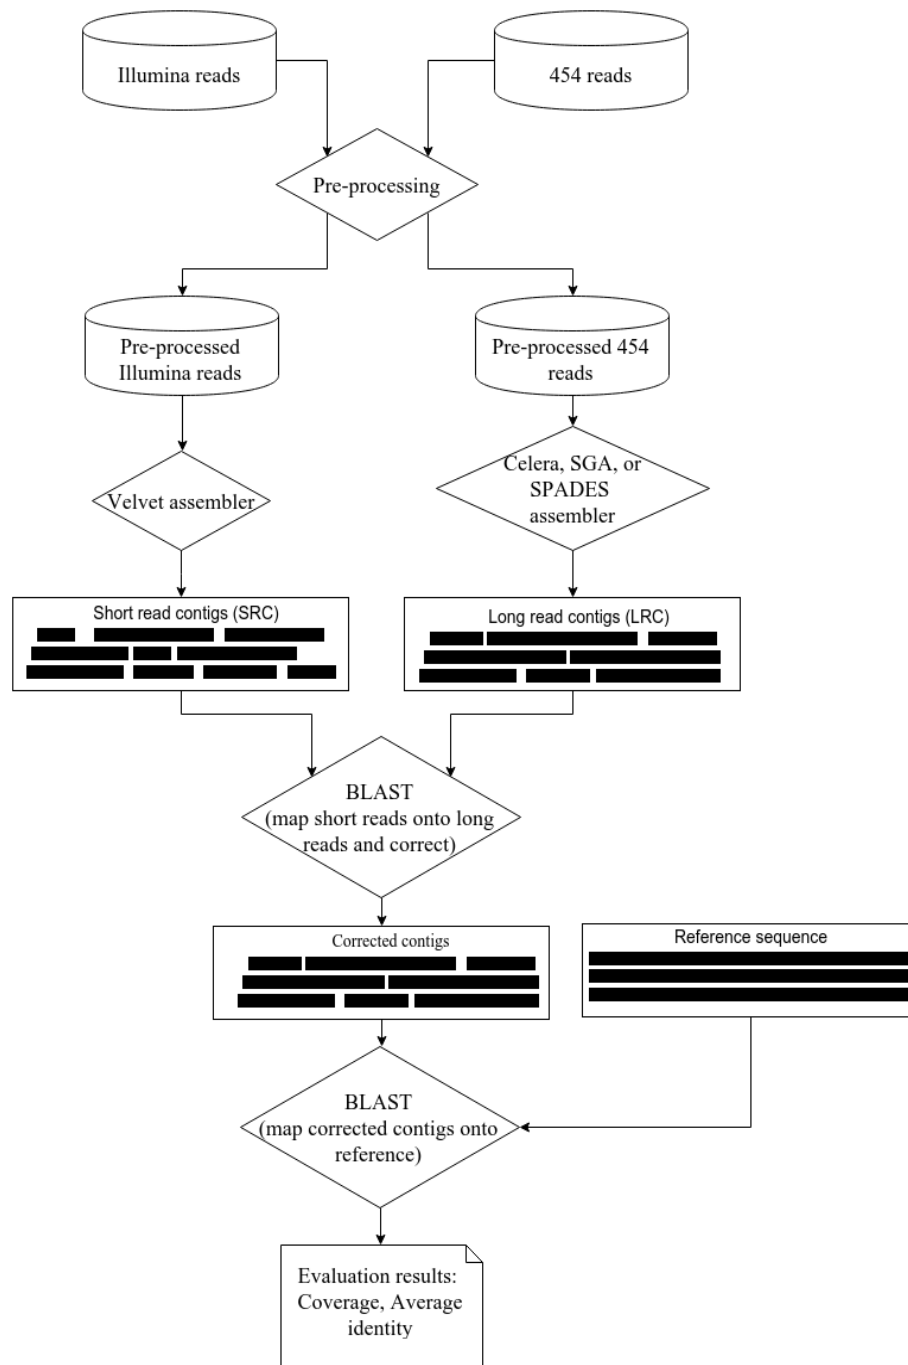 Illumina reads
454 reads
Pre-processing
Pre-processed
Illumina reads
Pre-processed 454
reads
Velvet assembler
Celera, SGA, or
SPADES
assembler
Short read contigs (SRC)
Long read contigs (LRC)
BLAST
(map short reads onto long
reads and correct)
Corrected contigs
Reference sequence
BLAST
(map corrected contigs onto
reference)
Evaluation results:
Coverage, Average
identity